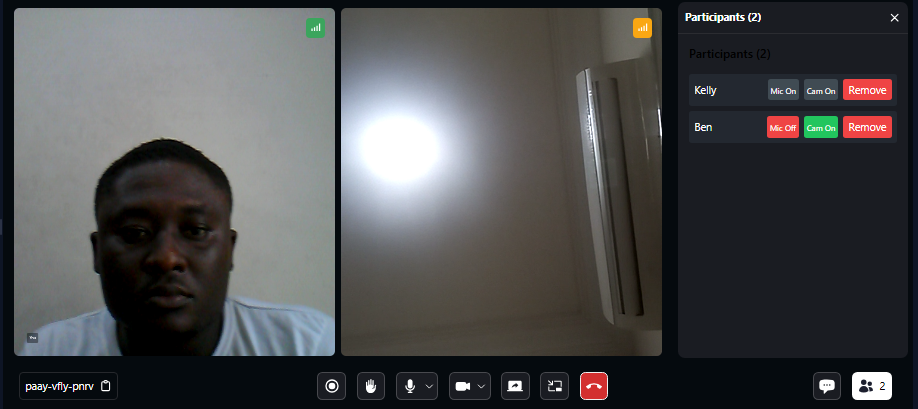 Participants (2)
Participants (2)
Kelly Mic On Cam On Remove
Ben Mic Off Cam On Remove
You
paay-vfly-pnrv
2